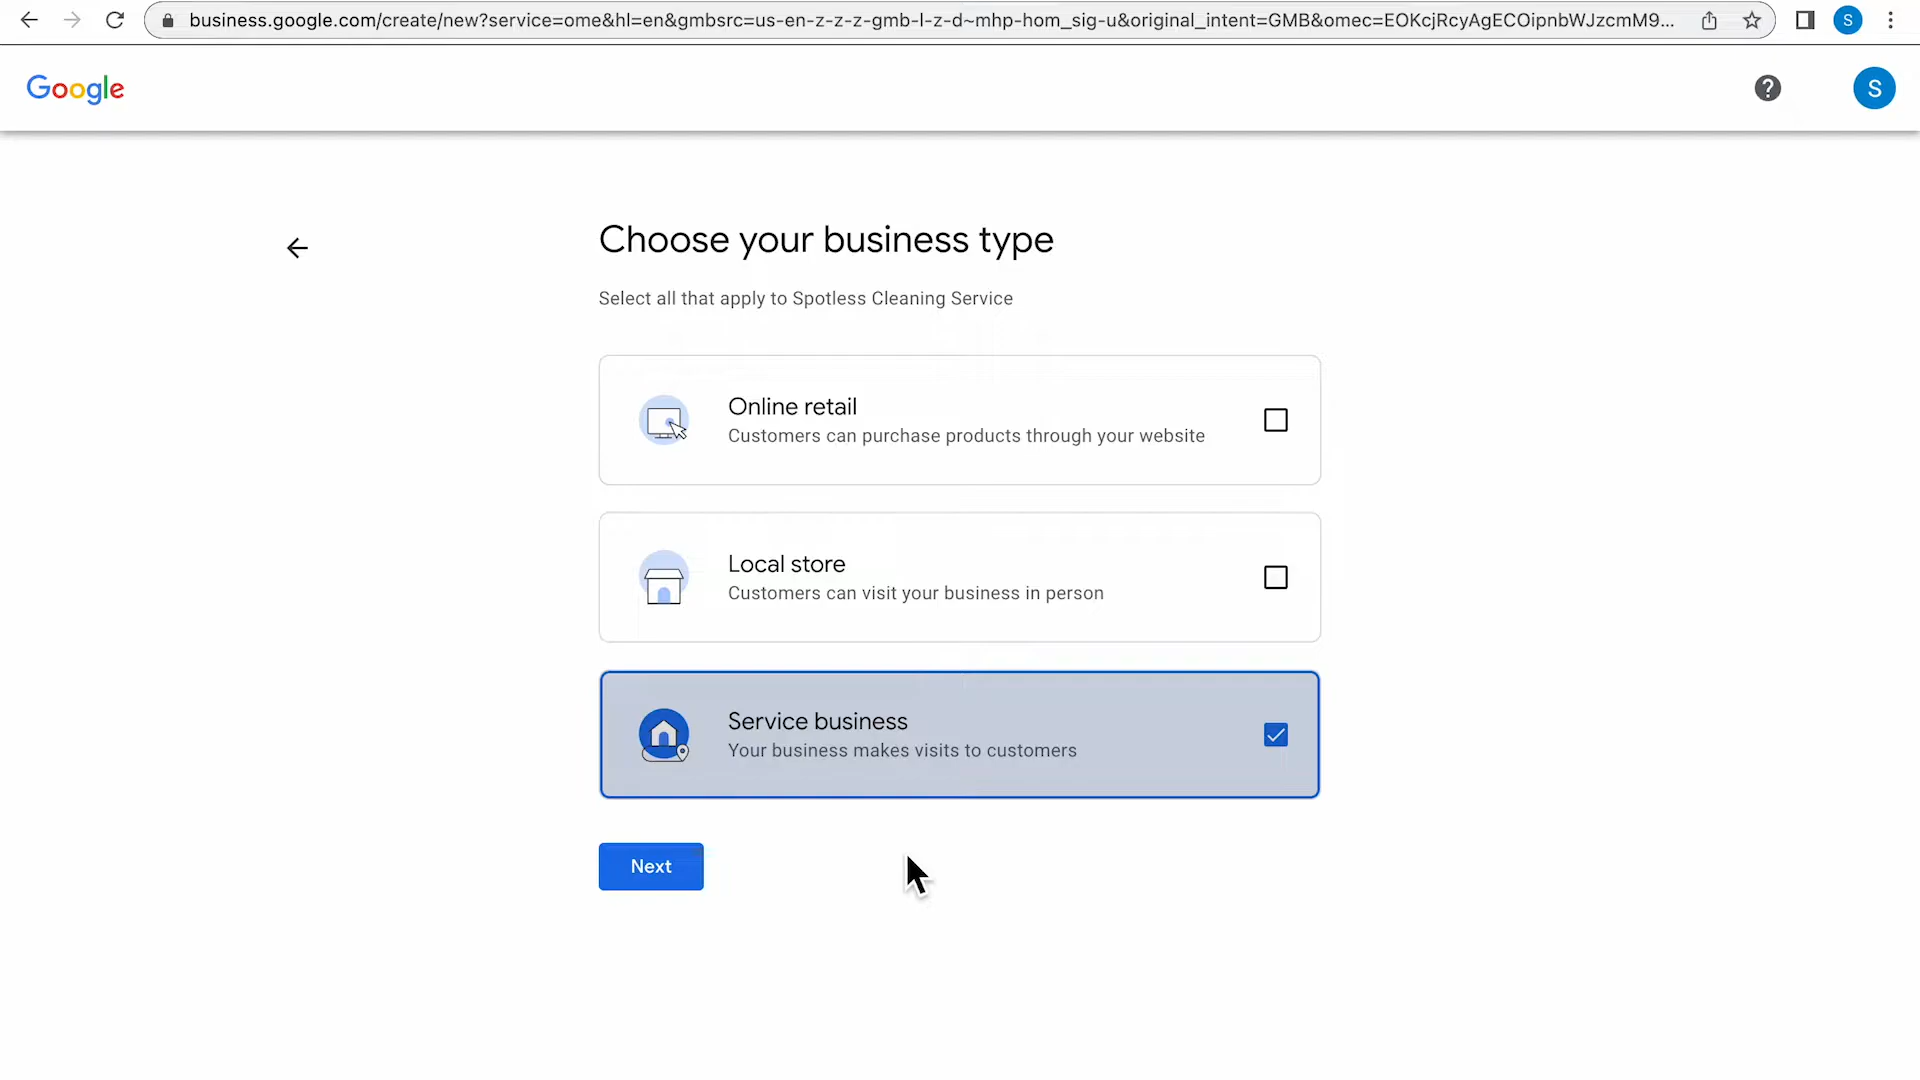 business.google.com/create/new?service=ome&hl=en&gmbsrc=us-en-z-z-z-gmb-l-z-d~mhp-hom_sig-u&original_intent=GMB&omec=EOKcjRcyAgECOipnbWJzcmM9...
S
Google
?
S
Choose your business type
Select all that apply to Spotless Cleaning Service
Online retail
Customers can purchase products through your website
Local store
Customers can visit your business in person
Service business
Your business makes visits to customers
Next